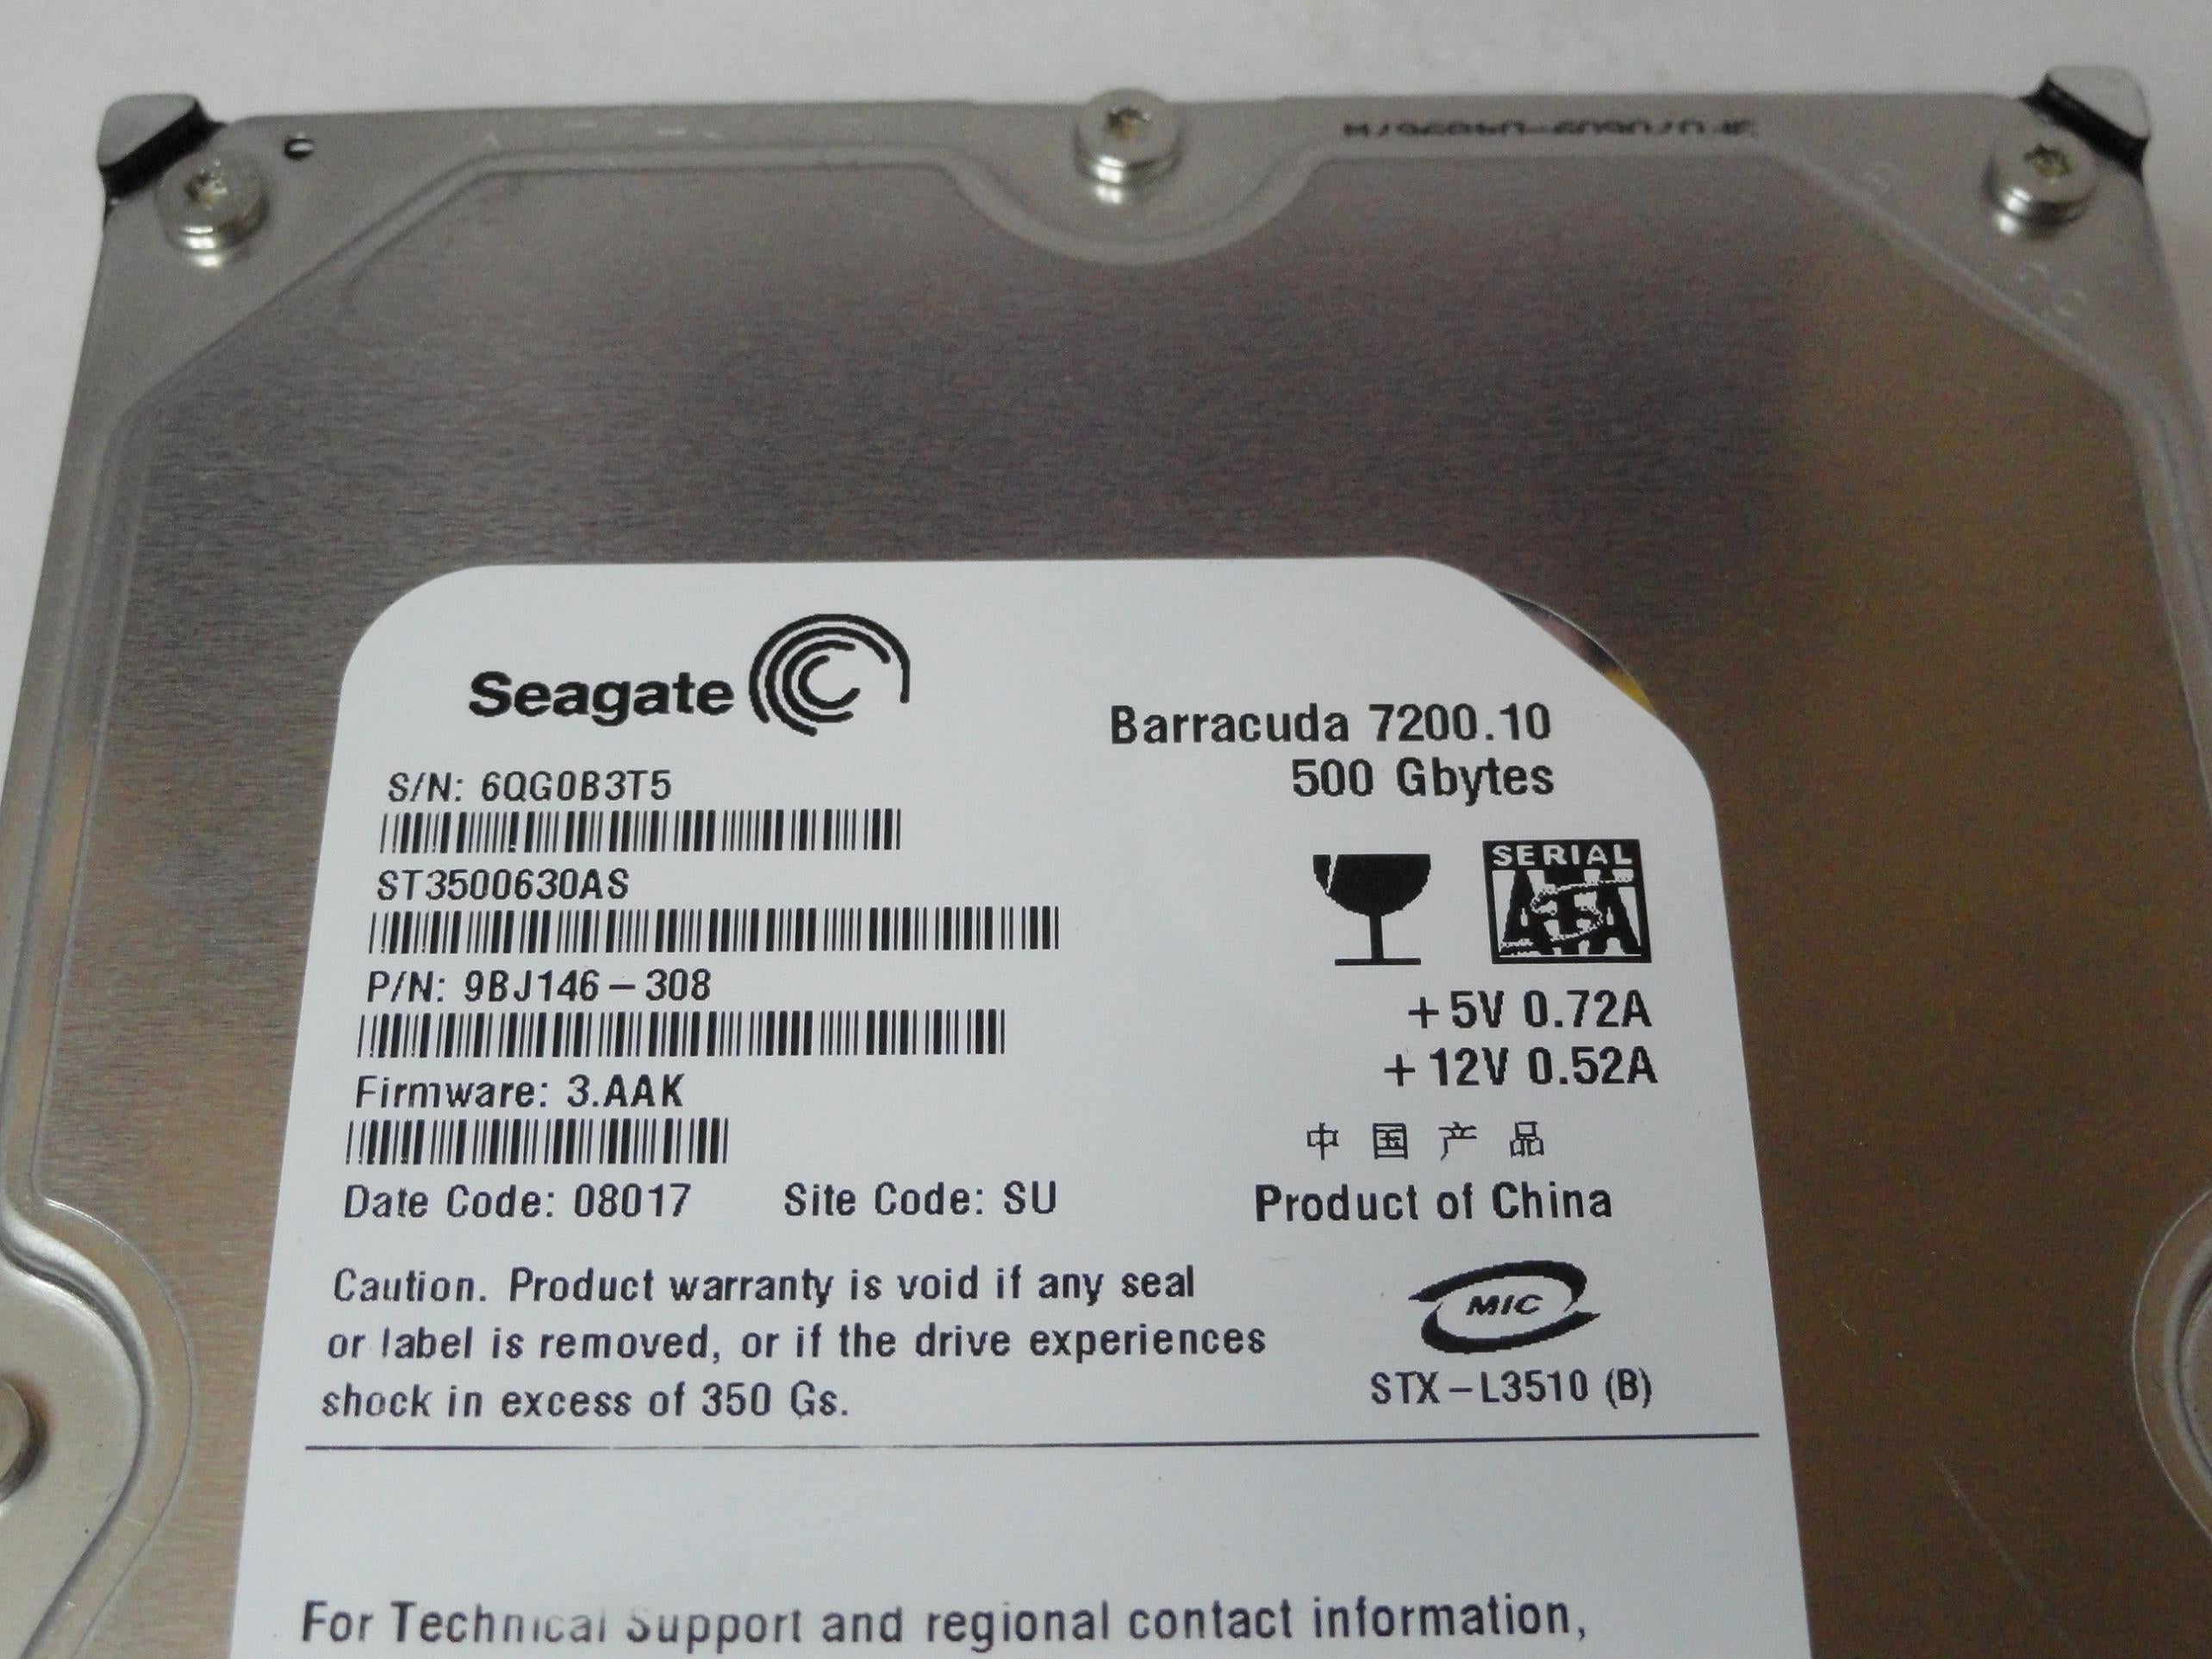 Seagate
Barracuda 7200.10
500 Gbytes
S/N: 6QG0B3T5
ST3500630AS
P/N: 9BJ146-308
Firmware: 3.AAK
Date Code: 08017 Site Code: SU
SERIAL
ATA
+5V 0.72A
+12V 0.52A
中国产品
Product of China
Caution. Product warranty is void if any seal
or label is removed, or if the drive experiences
shock in excess of 350 Gs.
MIC
STX-L3510 (B)
For Technical Support and regional contact information,